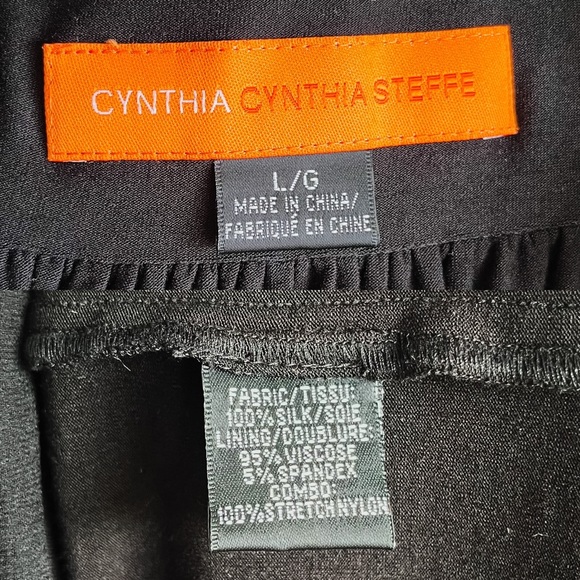 CYNTHIA CYNTHIA STEFFE
L/G
MADE IN CHINA/
FABRIQUÉ EN CHINE
FABRIC/TISSU:
100%SILK/SOIE
LINING/DOUBLURE:
95%VISCOSE
5%SPANDEX
COMBO:
100%STRETCHNYLON